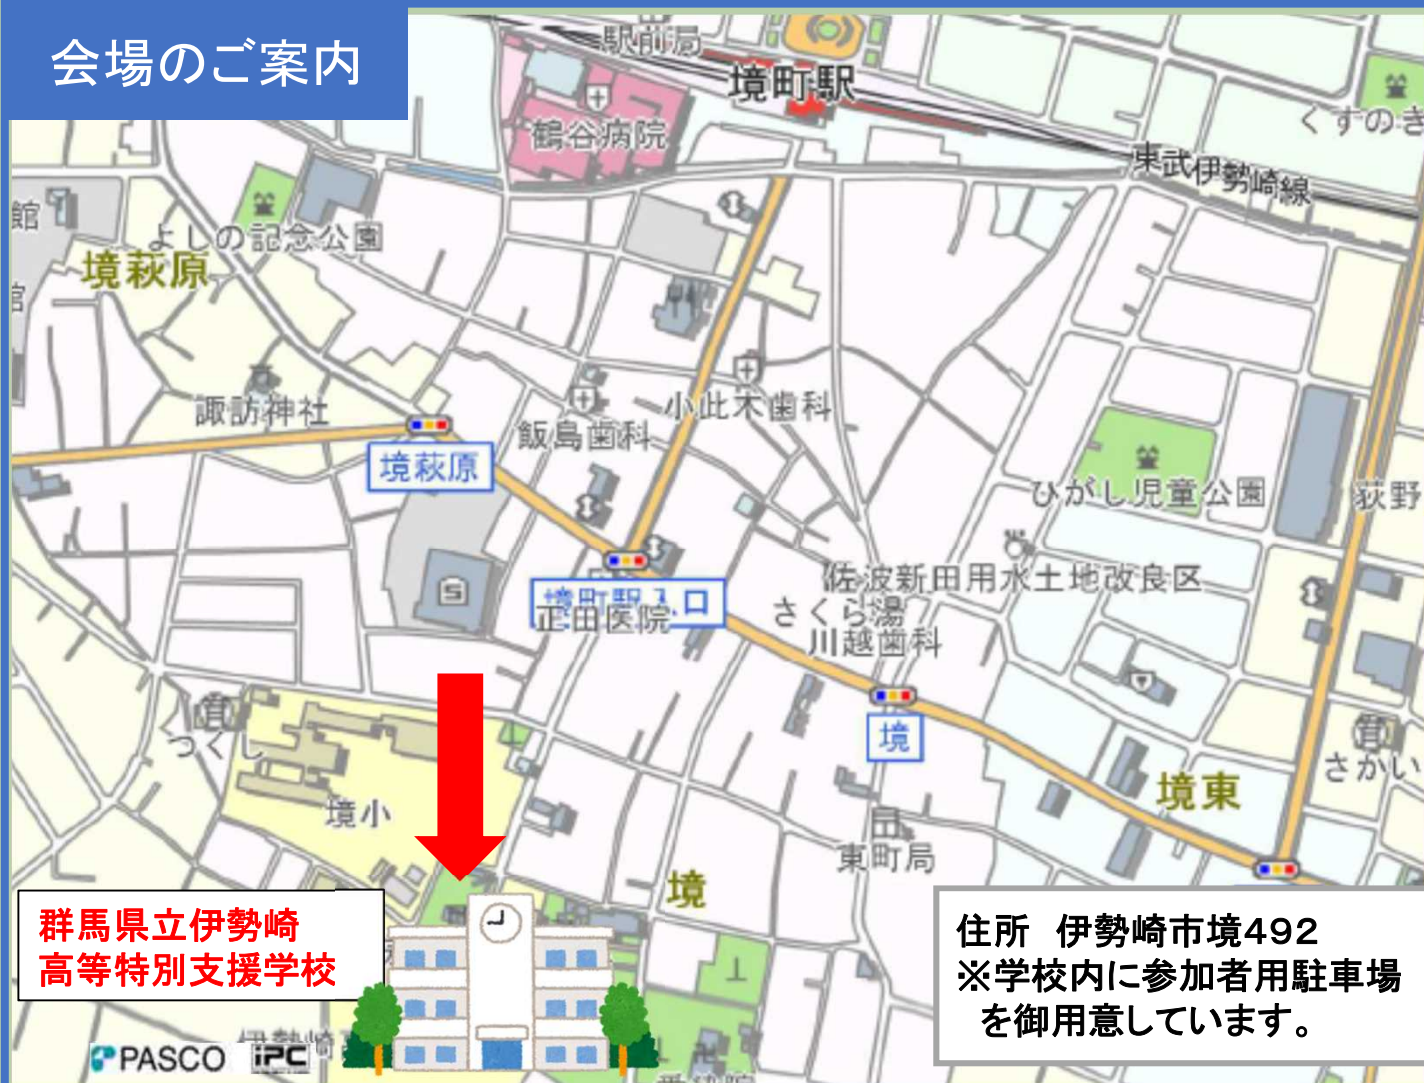 会場のご案内
駅前局
境町駅
鶴谷病院
くすのき
東武伊勢崎線
館
よしの記念公園
境萩原
諏訪神社
小此木歯科
飯島歯科
境萩原
ひがし児童公園
荻野
佐波新田用水土地改良区
境町駅入口
正田医院
さくら湯
川越歯科
境
つくし
さかい
境東
境小
東町局
境
群馬県立伊勢崎
高等特別支援学校
住所 伊勢崎市境492
※学校内に参加者用駐車場
を御用意しています。
伊勢崎
PASCO iPC